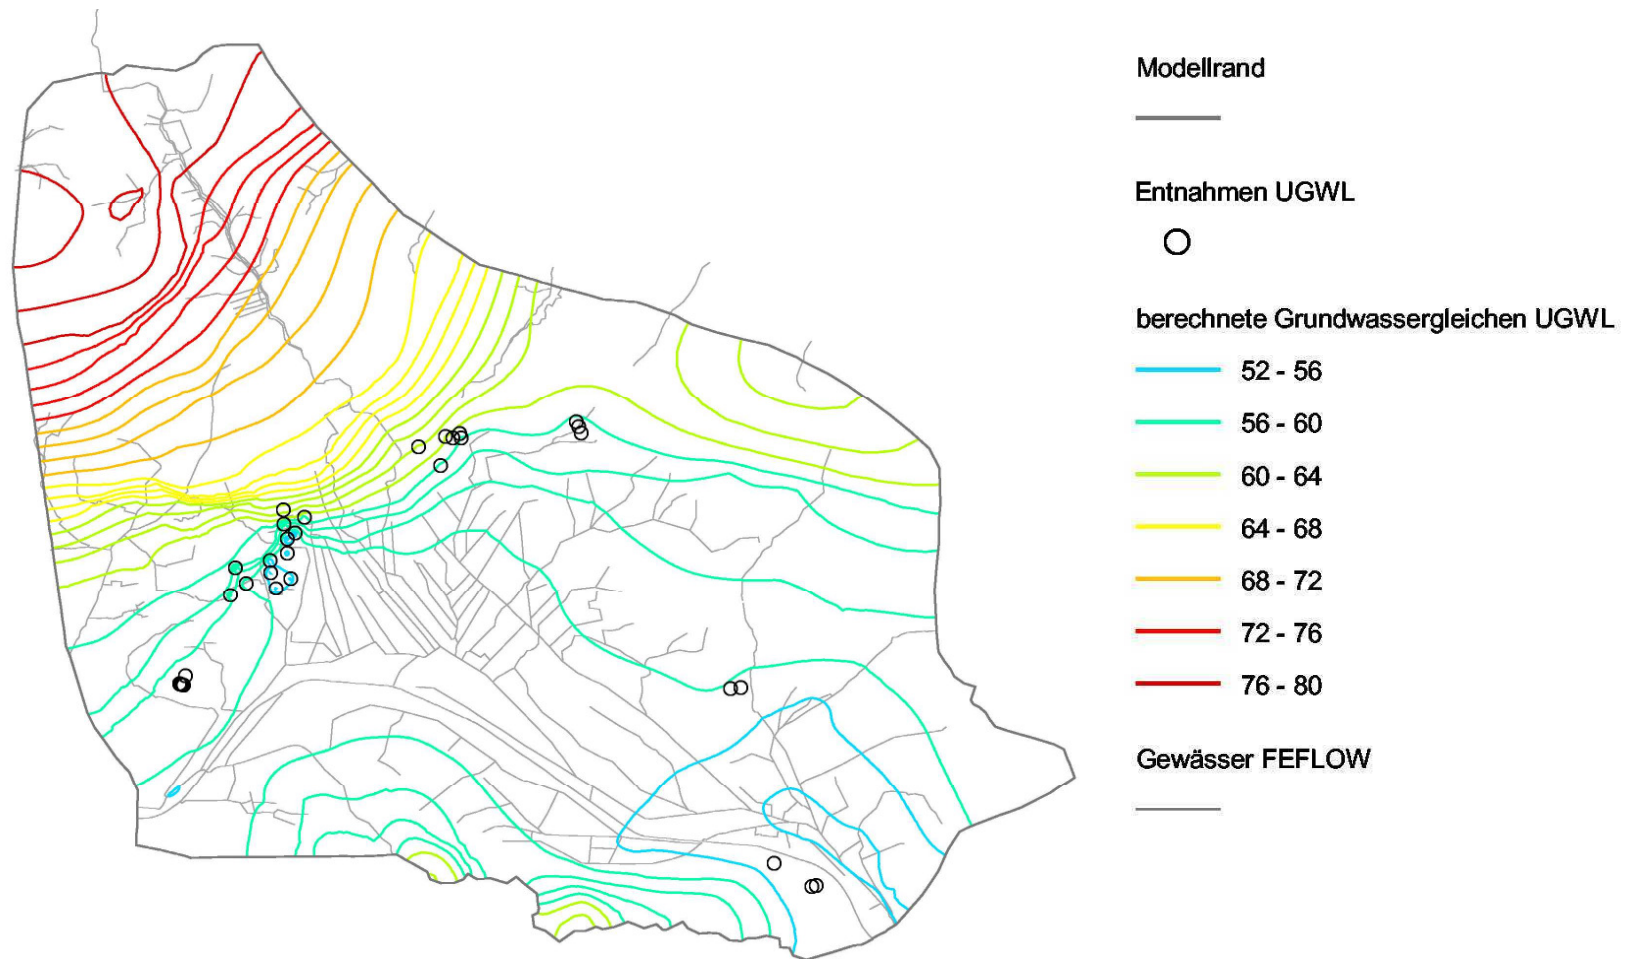 Modellrand
Entnahmen UGWL
berechnete Grundwassergleichen UGWL
52 - 56
56 - 60
60 - 64
64 - 68
68 - 72
72 - 76
76 - 80
Gewässer FEFLOW